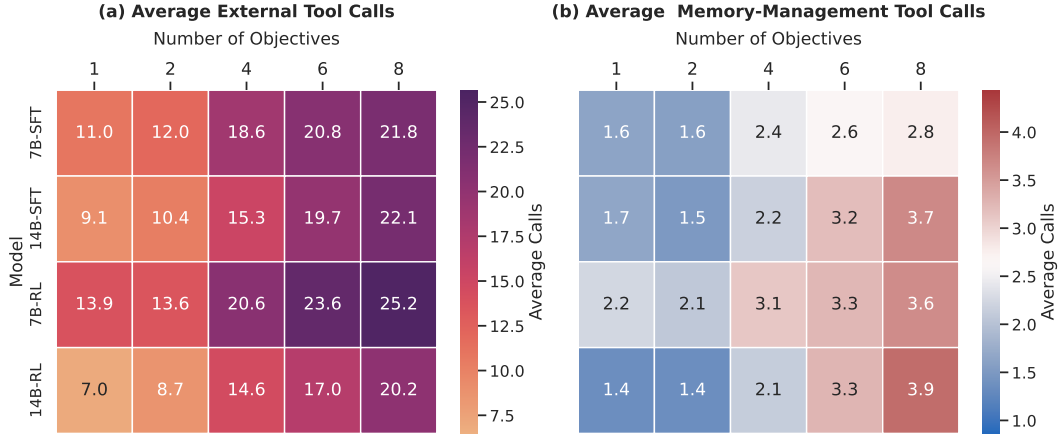 (a) Average External Tool Calls
Number of Objectives
1 2 4 6 8
Model
7B-SFT 11.0 12.0 18.6 20.8 21.8
14B-SFT 9.1 10.4 15.3 19.7 22.1
7B-RL 13.9 13.6 20.6 23.6 25.2
14B-RL 7.0 8.7 14.6 17.0 20.2
25.0
22.5
20.0
17.5
15.0
12.5
10.0
7.5
Average Calls
(b) Average  Memory-Management Tool Calls
Number of Objectives
1 2 4 6 8
1.6 1.6 2.4 2.6 2.8
1.7 1.5 2.2 3.2 3.7
2.2 2.1 3.1 3.3 3.6
1.4 1.4 2.1 3.3 3.9
4.0
3.5
3.0
2.5
2.0
1.5
1.0
Average Calls